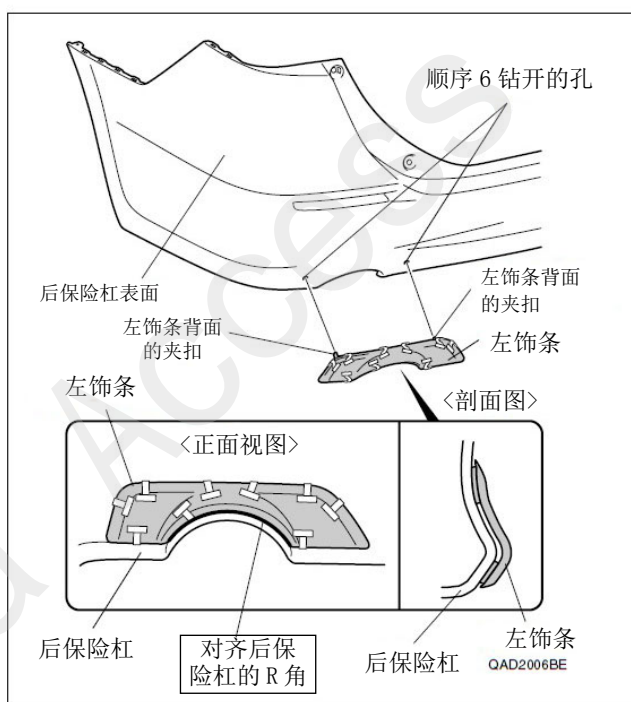 顺序 6 钻开的孔
后保险杠表面
左饰条背面
的夹扣
左饰条背面
的夹扣
左饰条
左饰条
<剖面图>
<正面视图>
后保险杠
对齐后保
险杠的 R 角
后保险杠
左饰条
QAD2006BE
Access